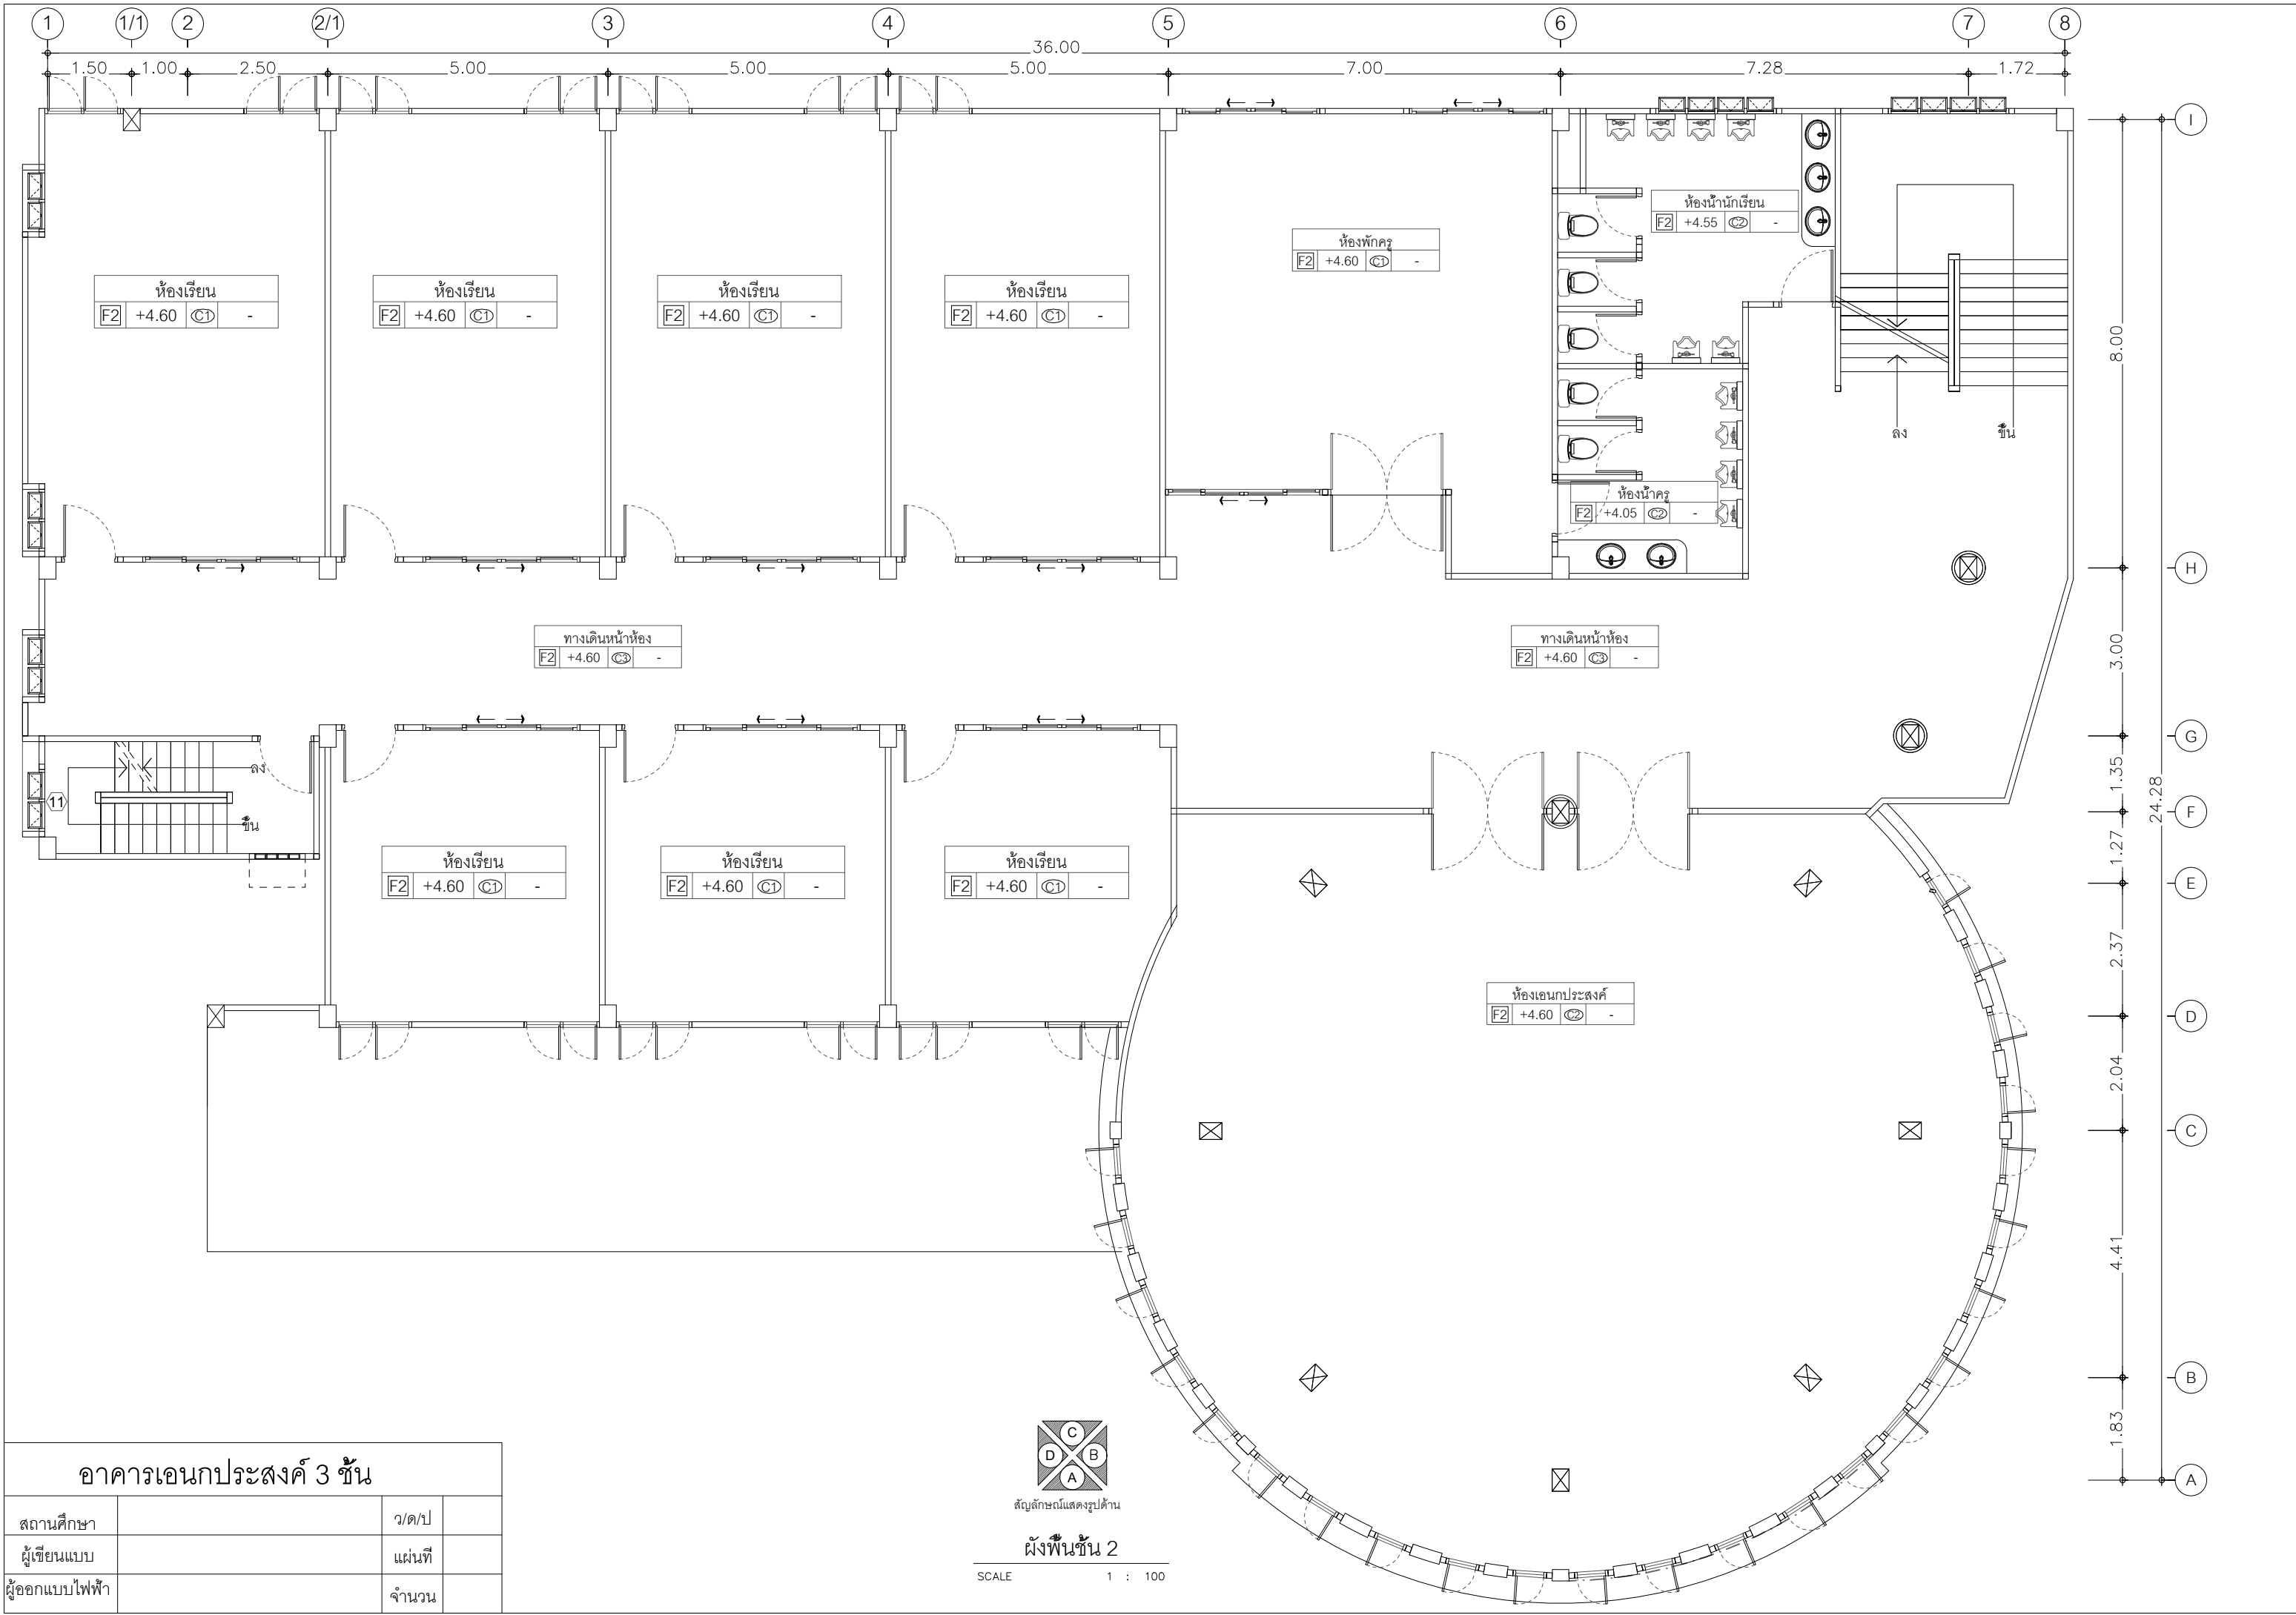 1 1/1 2 2/1 3 4 5 6 7 8
36.00
1.50 1.00 2.50 5.00 5.00 5.00 7.00 7.28 1.72
I
ห้องน้ำนักเรียน
F2 +4.55 C2 -
ห้องพักครู
F2 +4.60 C1 -
ห้องเรียน
F2 +4.60 C1 -
ห้องเรียน
F2 +4.60 C1 -
ห้องเรียน
F2 +4.60 C1 -
ห้องเรียน
F2 +4.60 C1 -
8.00
ลง ขึ้น
ห้องน้ำครู
F2 +4.05 C2 -
H
ทางเดินหน้าห้อง
F2 +4.60 C3 -
ทางเดินหน้าห้อง
F2 +4.60 C3 -
3.00
G
ลง
11
ขึ้น
1.35
24.28
F
1.27
ห้องเรียน
F2 +4.60 C1 -
ห้องเรียน
F2 +4.60 C1 -
ห้องเรียน
F2 +4.60 C1 -
E
2.37
ห้องเอนกประสงค์
F2 +4.60 C2 -
D
2.04
C
4.41
B
1.83
A
C
D B
A
สัญลักษณ์แสดงรูปด้าน
ผังพื้นชั้น 2
SCALE 1 : 100
อาคารเอนกประสงค์ 3 ชั้น
สถานศึกษา ว/ด/ป
ผู้เขียนแบบ แผ่นที่
ผู้ออกแบบไฟฟ้า จำนวน